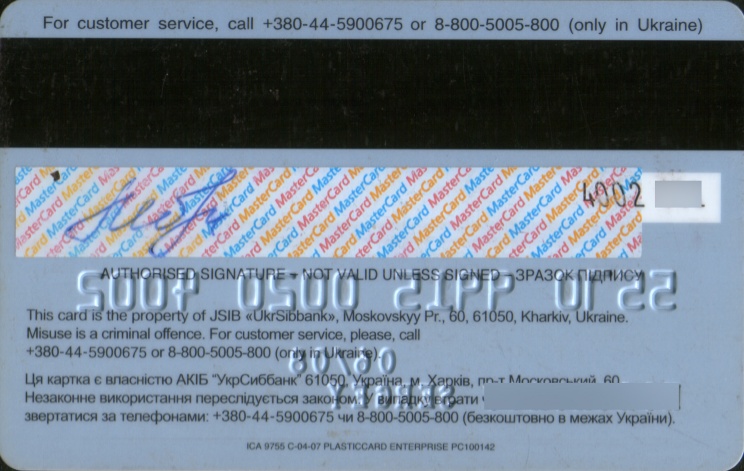 For customer service, call +380-44-5900675 or 8-800-5005-800 (only in Ukraine)
MasterCard MasterCard MasterCard MasterCard
4002
AUTHORISED SIGNATURE – NOT VALID UNLESS SIGNED – ЗРАЗОК ПІДПИСУ
This card is the property of JSIB «UkrSibbank», Moskovskyy Pr., 60, 61050, Kharkiv, Ukraine.
Misuse is a criminal offence. For customer service, please, call
+380-44-5900675 or 8-800-5005-800 (only in Ukraine).
Ця картка є власністю АКІБ "УкрСиббанк" 61050, Україна, м. Харків, пр-т Московський, 60
Незаконне використання переслідується законом. У випадку втрати
звертатися за телефонами: +380-44-5900675 чи 8-800-5005-800 (безкоштовно в межах України).
ICA 9755 C-04-07 PLASTICCARD ENTERPRISE PC100142